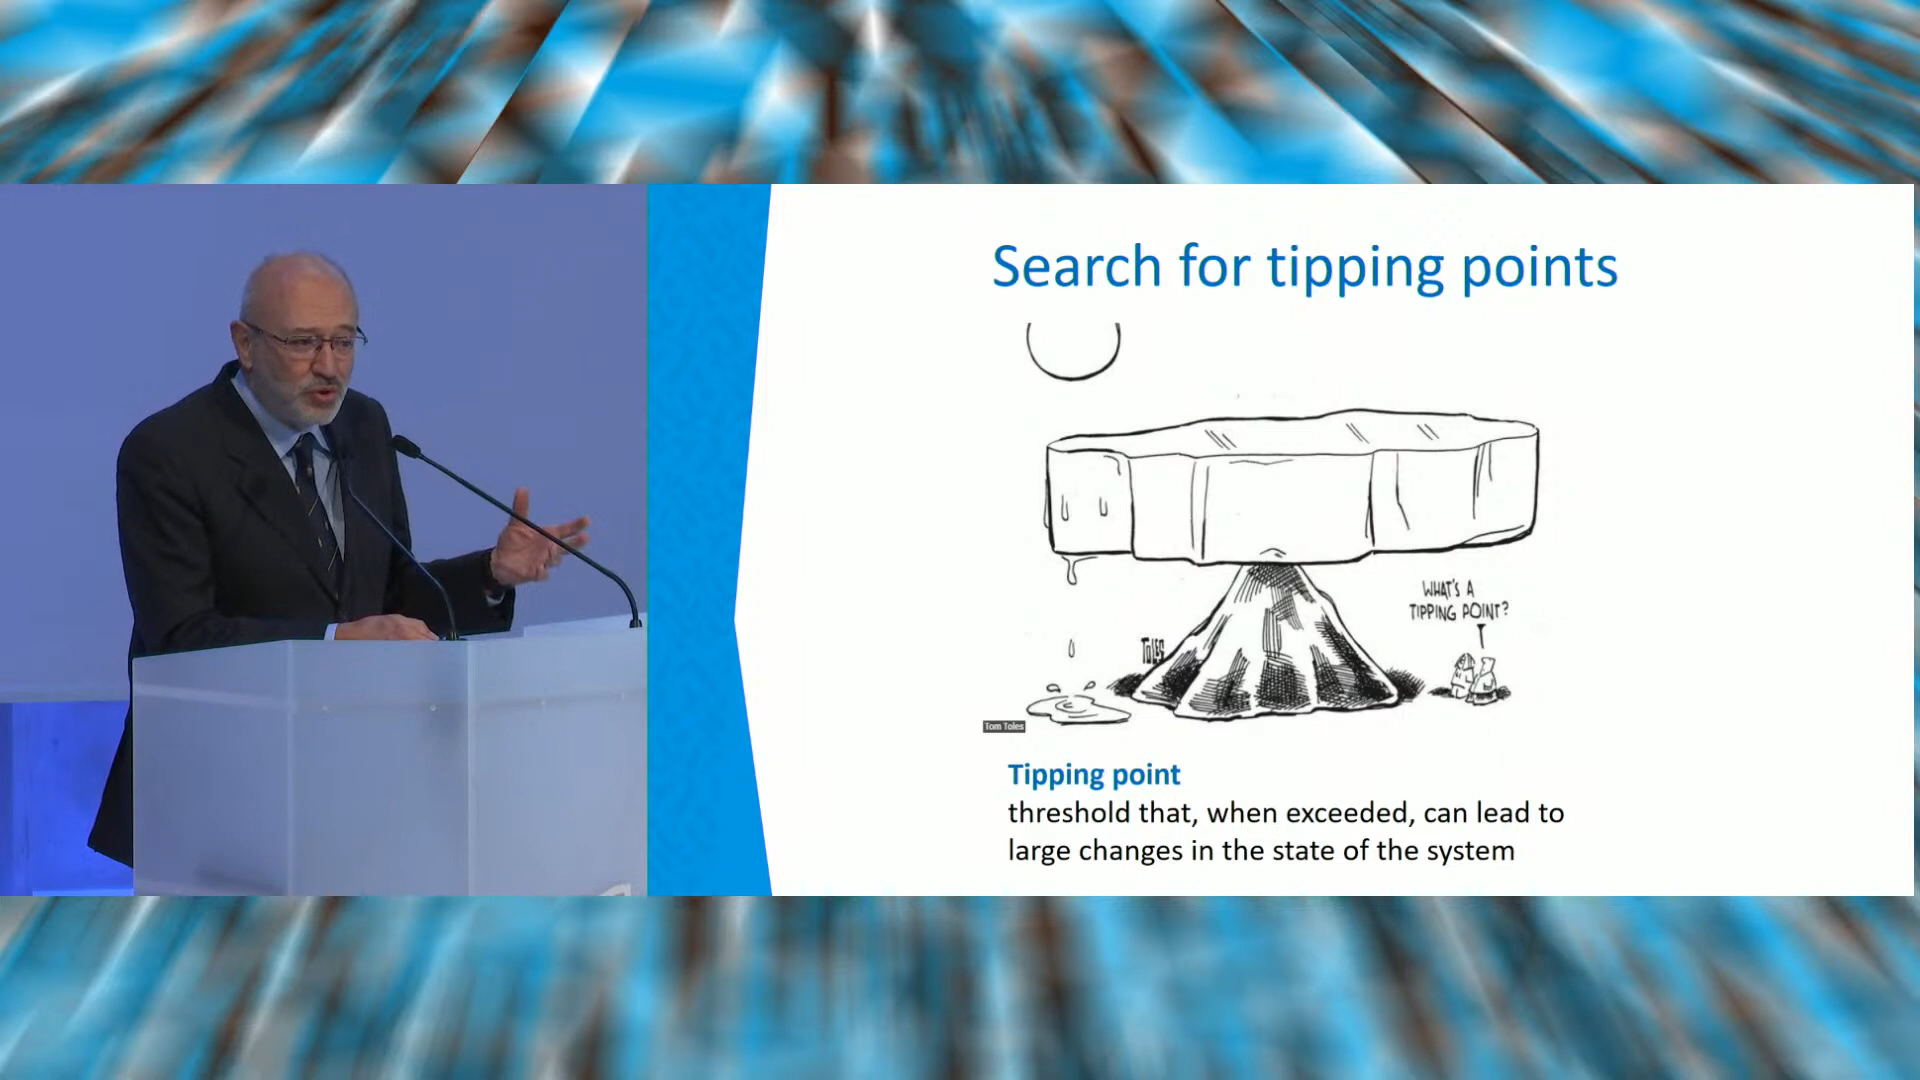 Search for tipping points
WHAT'S A
TIPPING POINT?
TOLES
Tom Toles
Tipping point
threshold that, when exceeded, can lead to
large changes in the state of the system